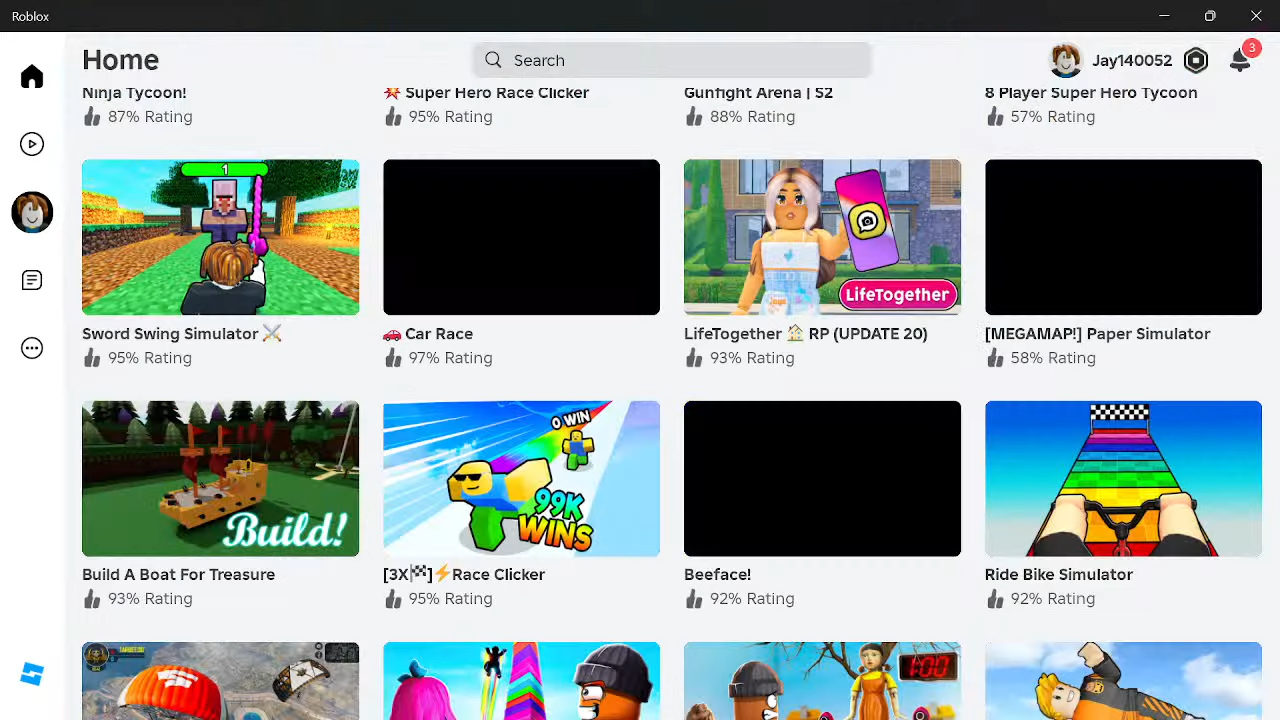 Roblox
Home
Search
Jay140052
3
Ninja Tycoon!
💥 Super Hero Race Clicker
Gunfight Arena | S2
8 Player Super Hero Tycoon
87% Rating
95% Rating
88% Rating
57% Rating
1
LifeTogether
Sword Swing Simulator ⚔️
🚗 Car Race
LifeTogether 🏠 RP (UPDATE 20)
[MEGAMAP!] Paper Simulator
95% Rating
97% Rating
93% Rating
58% Rating
Build!
0 WIN
99K
WINS
Build A Boat For Treasure
[3X🏁]⚡Race Clicker
Beeface!
Ride Bike Simulator
93% Rating
95% Rating
92% Rating
92% Rating
1:00